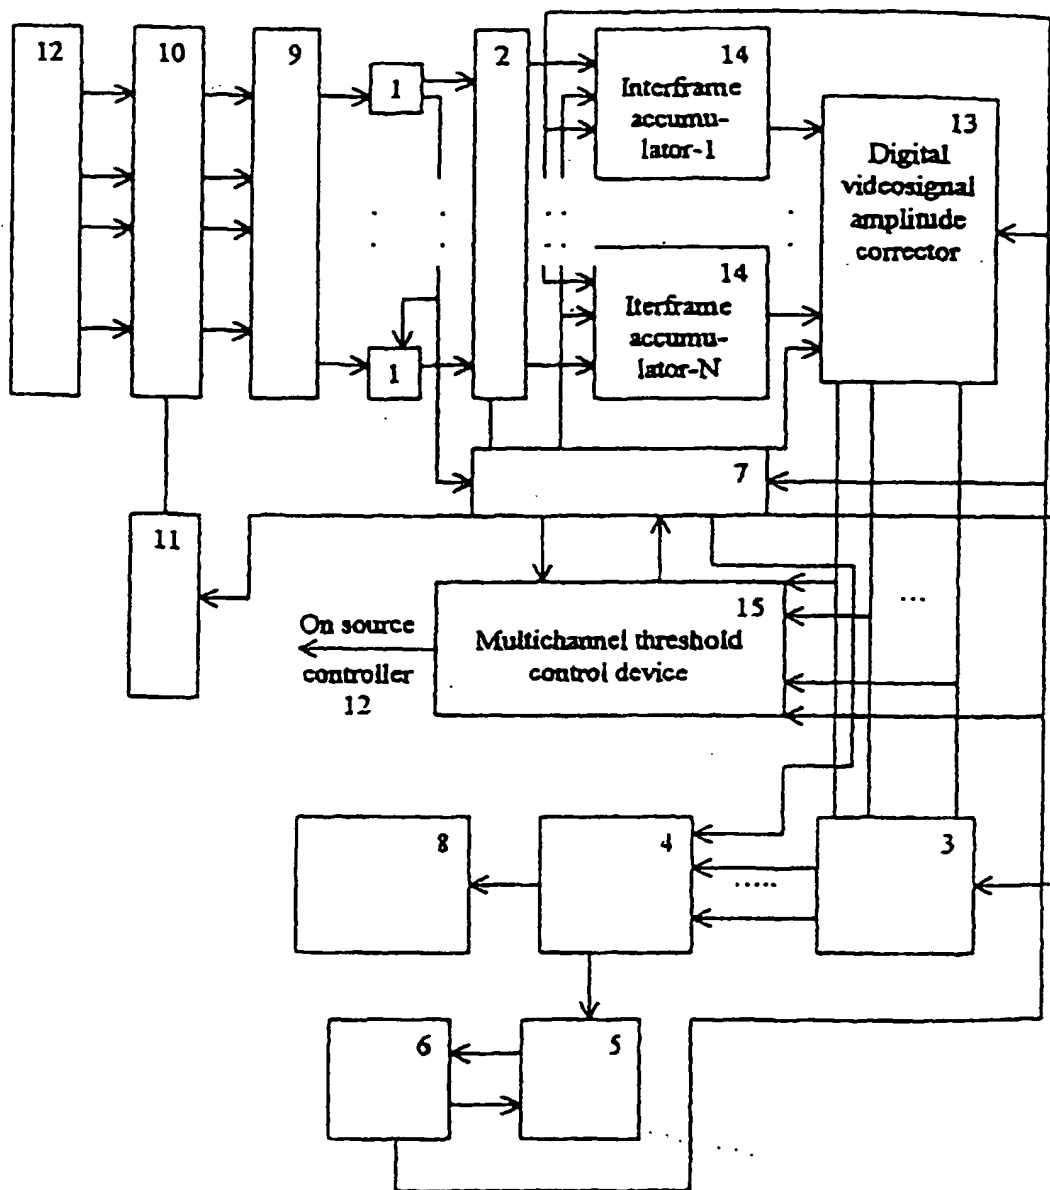 12
10
9
1
2
14
Interframe
accumu-
lator-1
13
Digital
videosignal
amplitude
corrector
14
Iterframe
accumu-
lator-N
1
7
11
15
Multichannel threshold
control device
On source
controller
12
...
8
4
.....
3
6
5